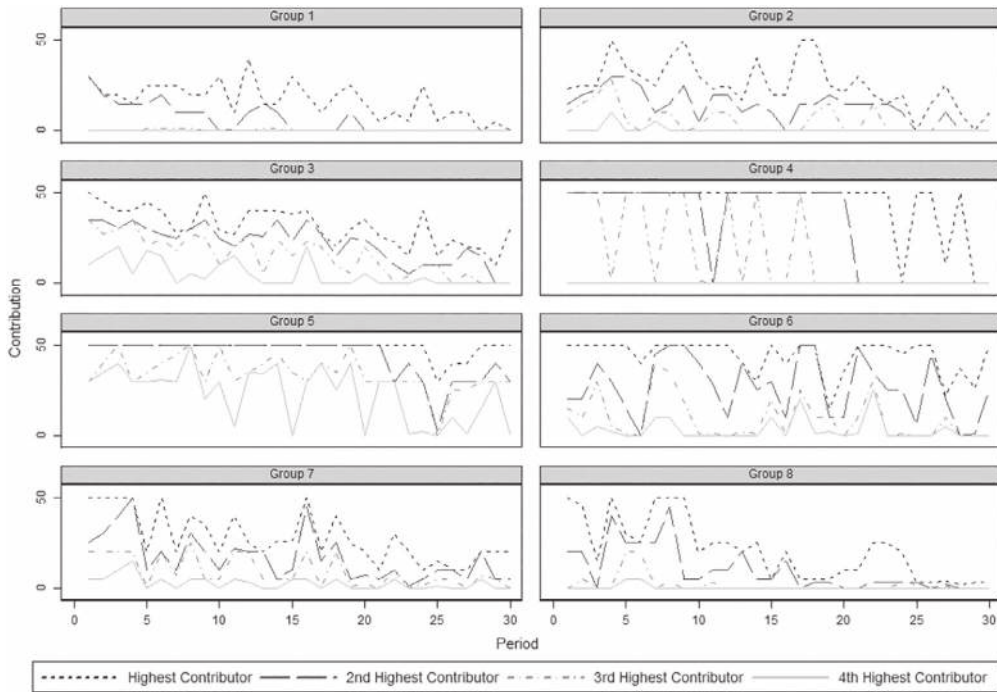 Group 1
Group 2
50
0
Group 3
Group 4
50
0
Contribution
Group 5
Group 6
50
0
Group 7
Group 8
50
0
0 5 10 15 20 25 30 0 5 10 15 20 25 30
Period
Highest Contributor 2nd Highest Contributor 3rd Highest Contributor 4th Highest Contributor